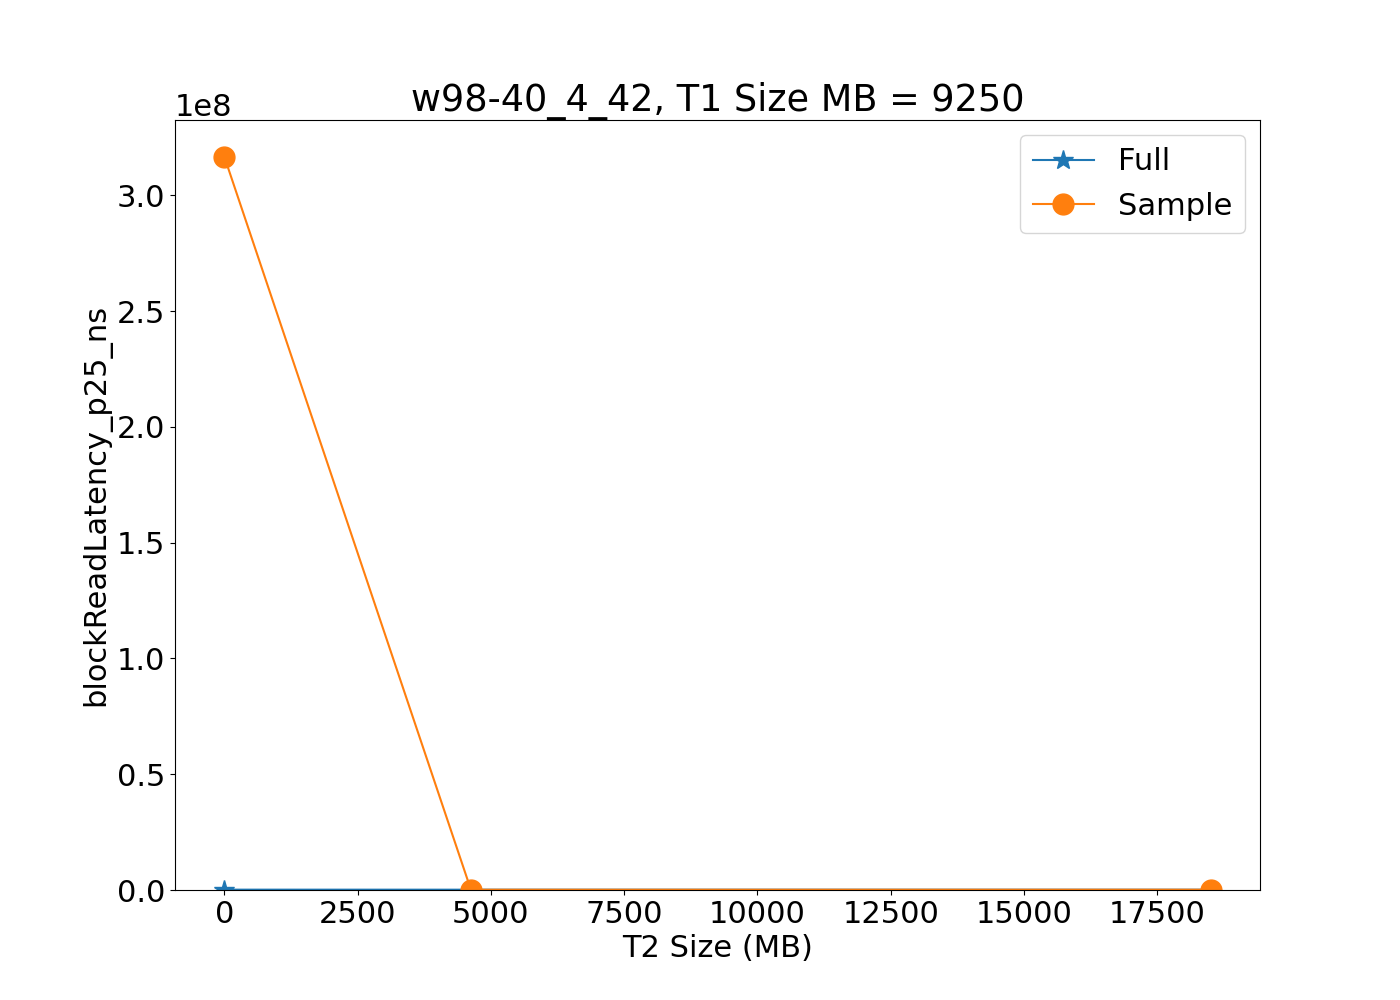 w98-40_4_42, T1 Size MB = 9250
1e8
Full
Sample
3.0
2.5
2.0
1.5
1.0
0.5
0.0
blockReadLatency_p25_ns
0 2500 5000 7500 10000 12500 15000 17500
T2 Size (MB)